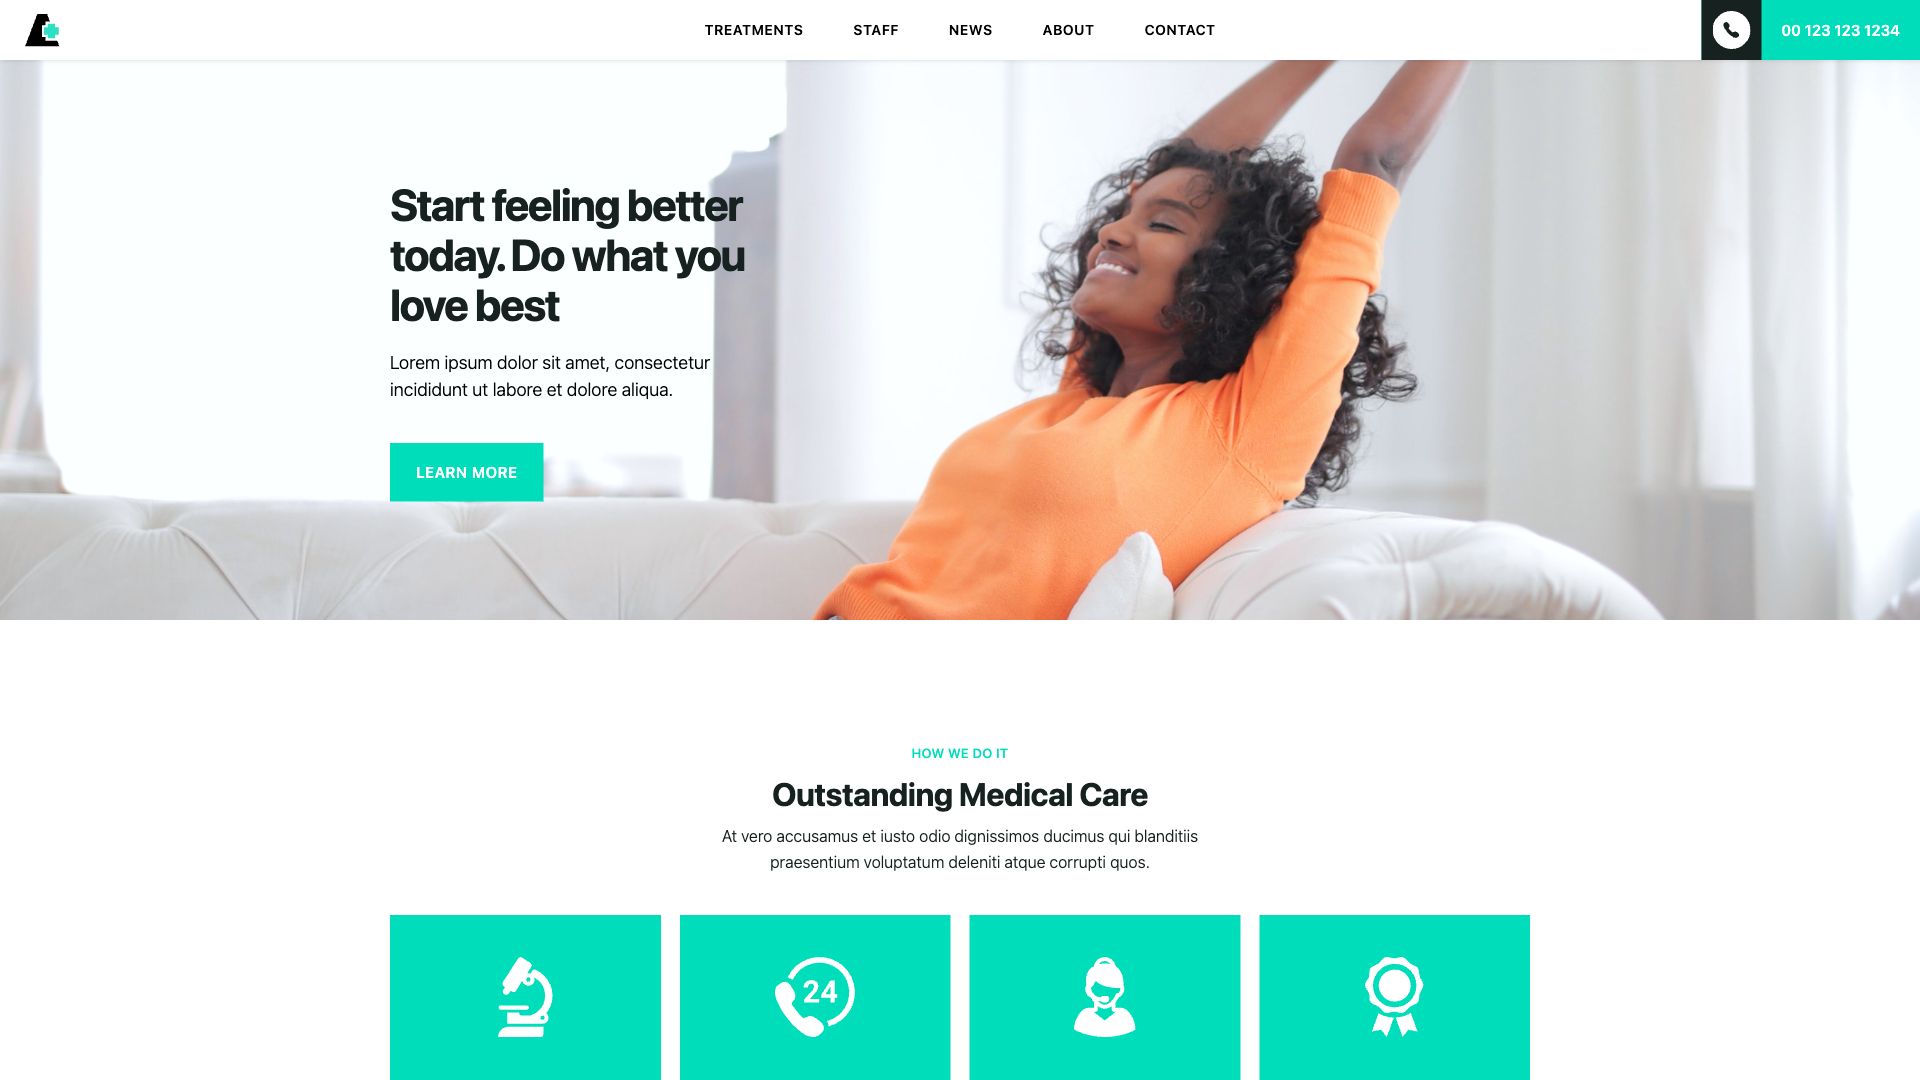 TREATMENTS STAFF NEWS ABOUT CONTACT 00 123 123 1234
Start feeling better
today. Do what you
love best
Lorem ipsum dolor sit amet, consectetur
incididunt ut labore et dolore aliqua.
LEARN MORE
HOW WE DO IT
Outstanding Medical Care
At vero accusamus et iusto odio dignissimos ducimus qui blanditiis
praesentium voluptatum deleniti atque corrupti quos.
24